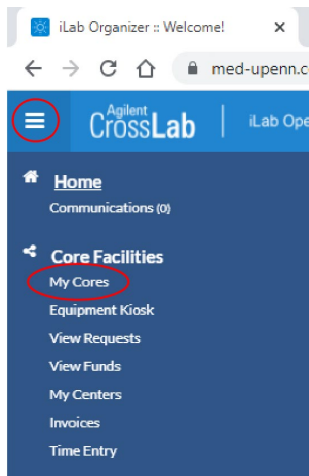 iLab Organizer :: Welcome!
med-upenn.c
Agilent
CrossLab
iLab Ope
Home
Communications (0)
Core Facilities
My Cores
Equipment Kiosk
View Requests
View Funds
My Centers
Invoices
Time Entry